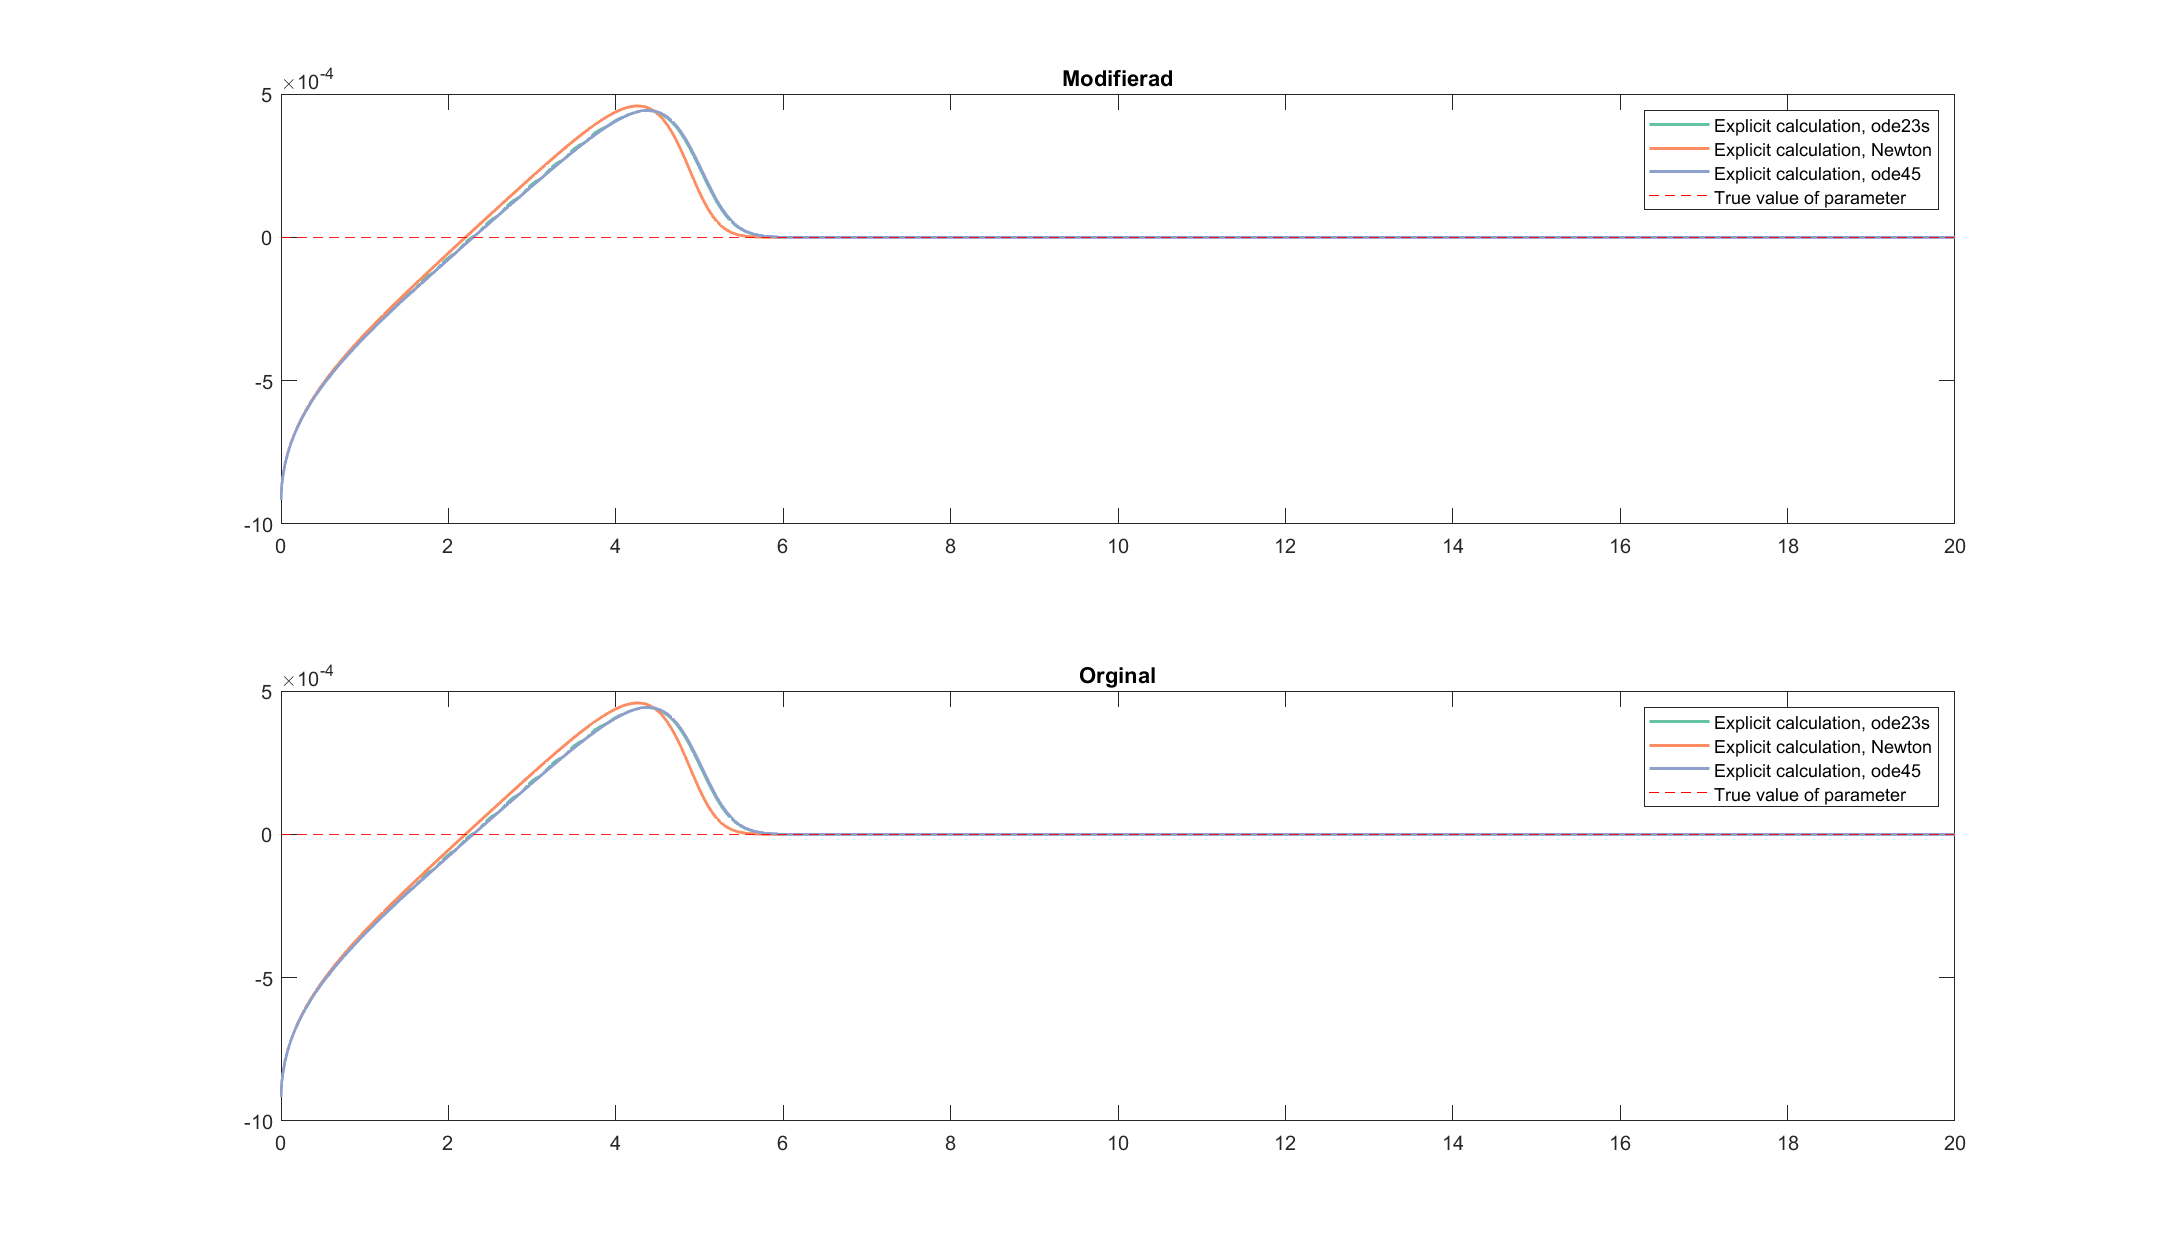 Modifierad
×10-4
5
0
-5
-10
0 2 4 6 8 10 12 14 16 18 20
Explicit calculation, ode23s
Explicit calculation, Newton
Explicit calculation, ode45
True value of parameter
Orginal
×10-4
5
0
-5
-10
0 2 4 6 8 10 12 14 16 18 20
Explicit calculation, ode23s
Explicit calculation, Newton
Explicit calculation, ode45
True value of parameter